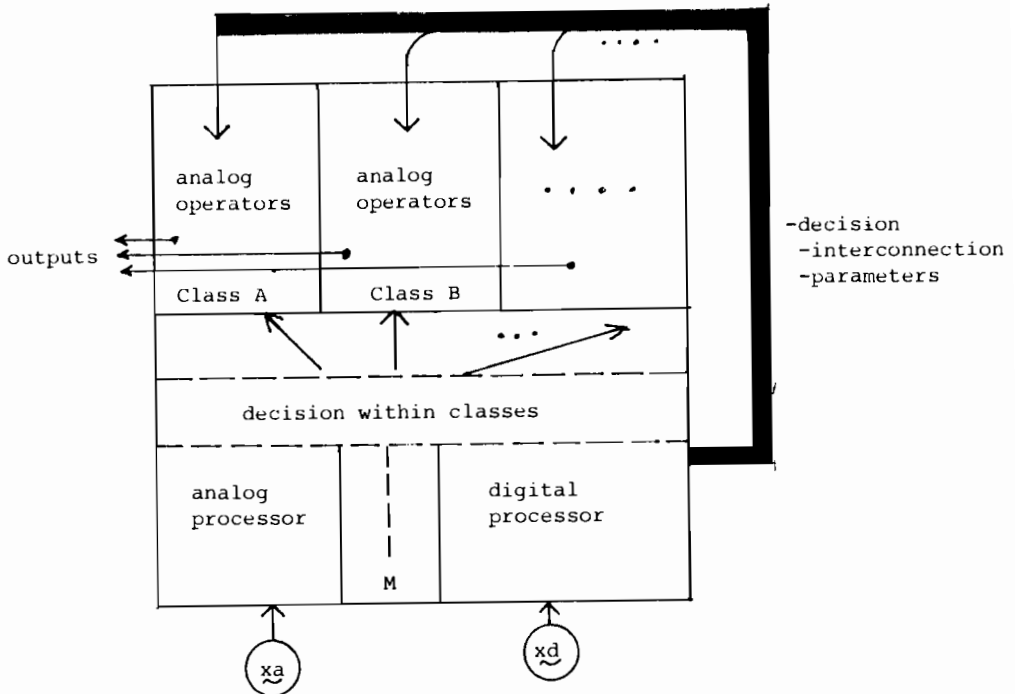 analog
operators
analog
operators
outputs
Class A
Class B
-decision
-interconnection
-parameters
decision within classes
analog
processor
M
digital
processor
xa
xd